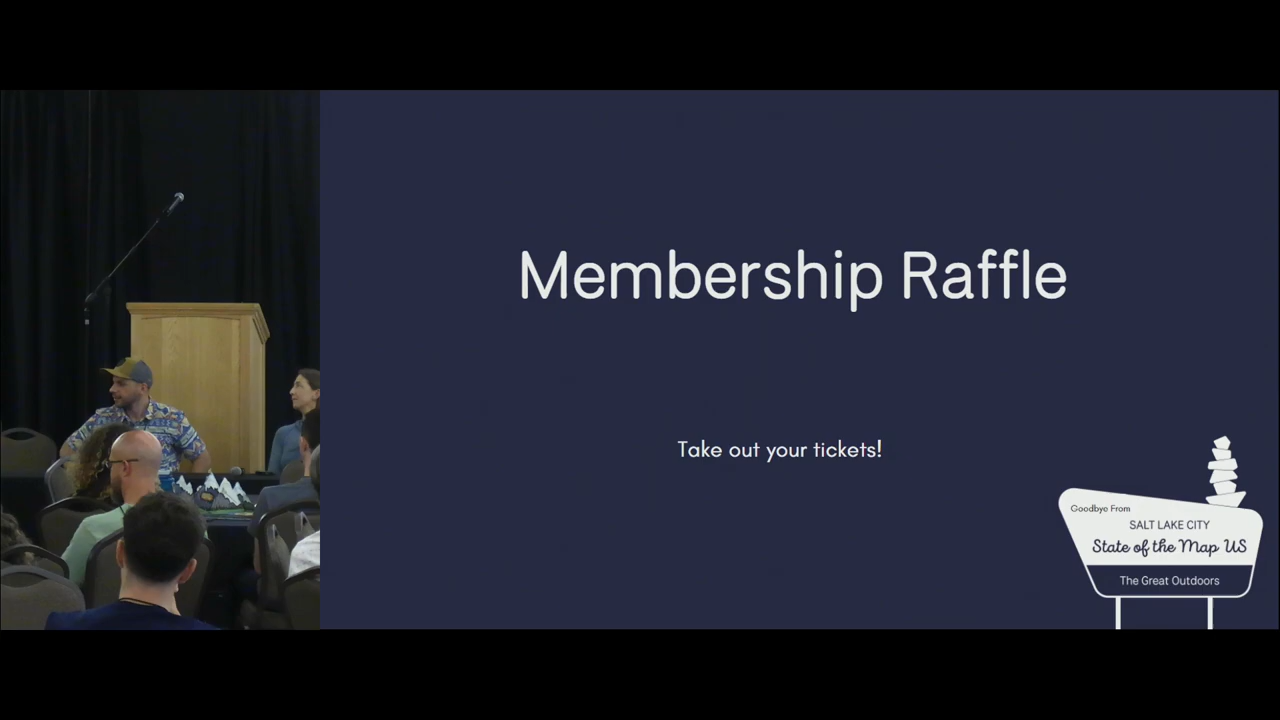 Membership Raffle
Take out your tickets!
Goodbye From
SALT LAKE CITY
State of the Map US
The Great Outdoors